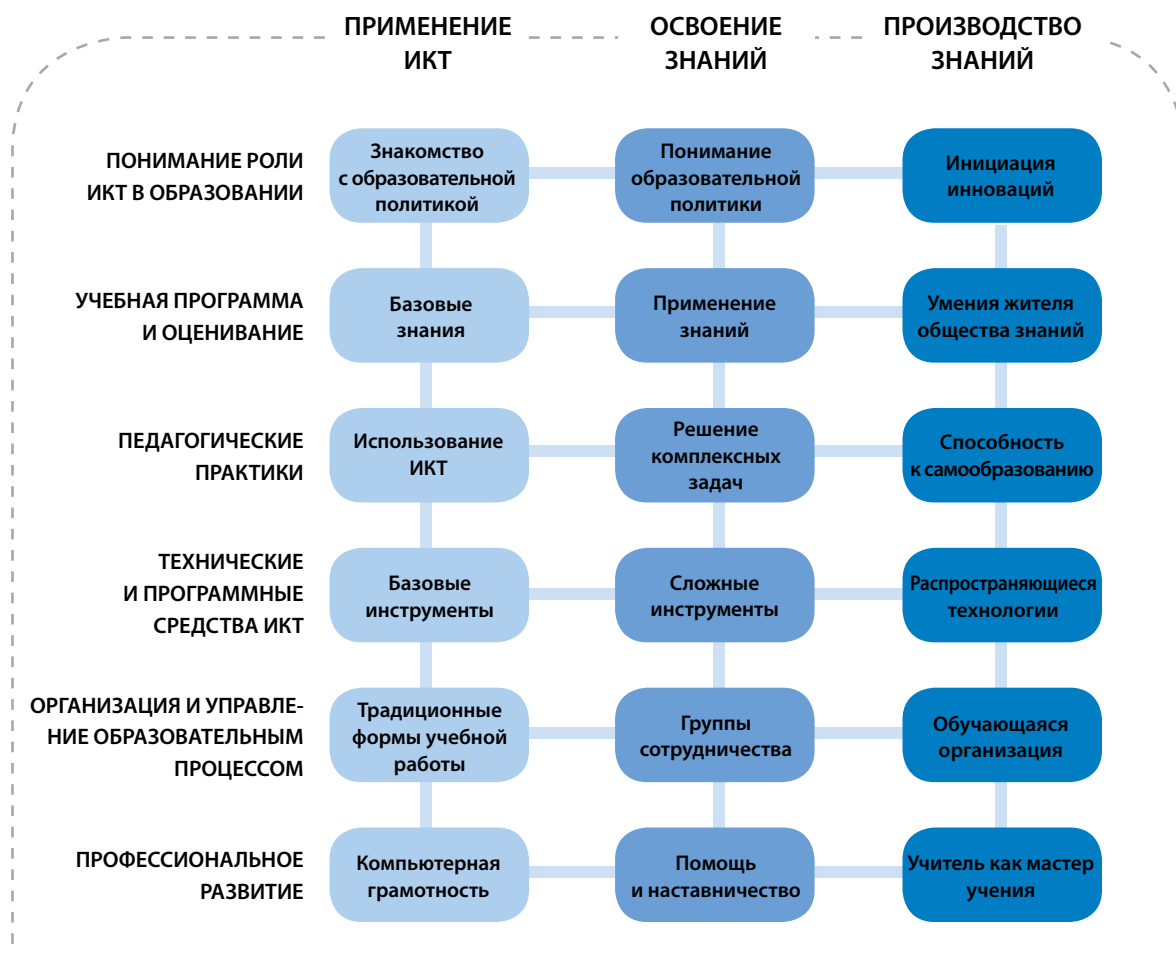 ПРИМЕНЕНИЕ
ИКТ
ОСВОЕНИЕ
ЗНАНИЙ
ПРОИЗВОДСТВО
ЗНАНИЙ
ПОНИМАНИЕ РОЛИ
ИКТ В ОБРАЗОВАНИИ
Знакомство
с образовательной
политикой
Понимание
образовательной
политики
Инициация
инноваций
УЧЕБНАЯ ПРОГРАММА
И ОЦЕНИВАНИЕ
Базовые
знания
Применение
знаний
Умения жителя
общества знаний
ПЕДАГОГИЧЕСКИЕ
ПРАКТИКИ
Использование
ИКТ
Решение
комплексных
задач
Способность
к самообразованию
ТЕХНИЧЕСКИЕ
И ПРОГРАММНЫЕ
СРЕДСТВА ИКТ
Базовые
инструменты
Сложные
инструменты
Распространяющиеся
технологии
ОРГАНИЗАЦИЯ И УПРАВЛЕ-
НИЕ ОБРАЗОВАТЕЛЬНЫМ
ПРОЦЕССОМ
Традиционные
формы учебной
работы
Группы
сотрудничества
Обучающаяся
организация
ПРОФЕССИОНАЛЬНОЕ
РАЗВИТИЕ
Компьютерная
грамотность
Помощь
и наставничество
Учитель как мастер
учения